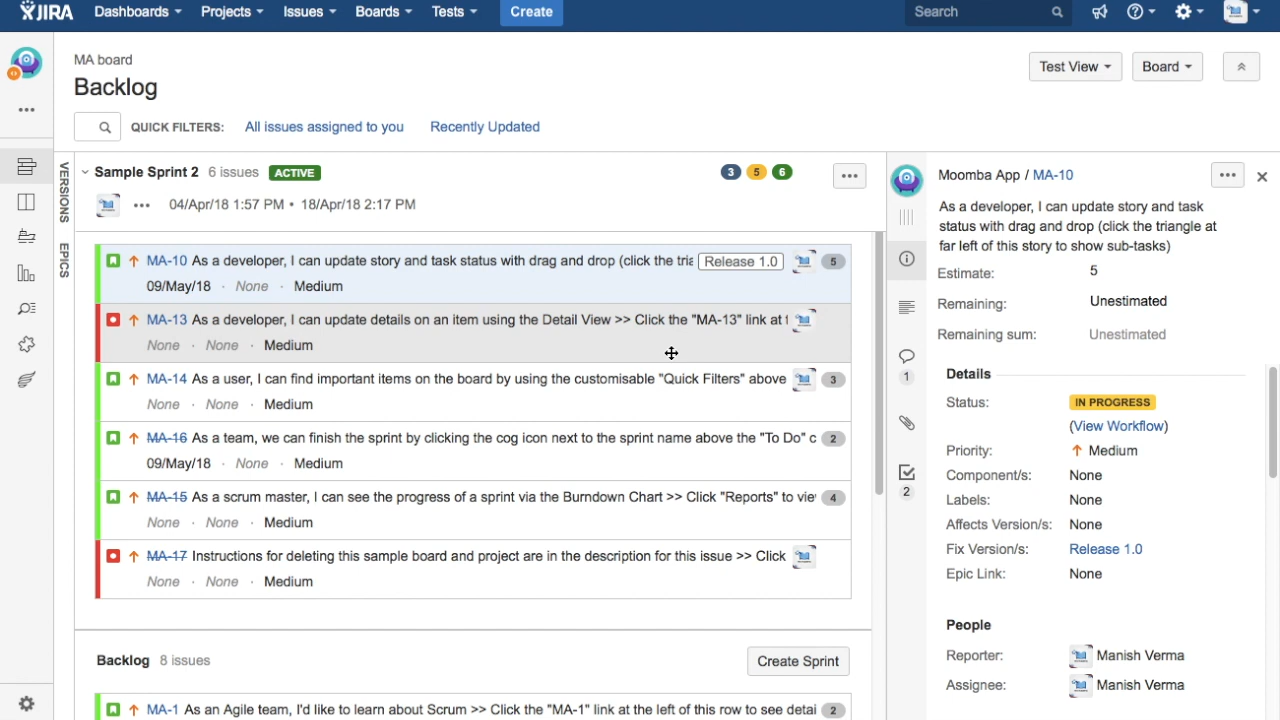 JIRA Dashboards Projects Issues Boards Tests Create Search
MA board
Backlog
Test View Board
QUICK FILTERS: All issues assigned to you Recently Updated
VERSIONS
EPICS
Sample Sprint 2 6 issues ACTIVE 3 5 6
04/Apr/18 1:57 PM • 18/Apr/18 2:17 PM
MA-10 As a developer, I can update story and task status with drag and drop (click the tria Release 1.0 5
09/May/18 · None · Medium
MA-13 As a developer, I can update details on an item using the Detail View >> Click the "MA-13" link at t
None · None · Medium
MA-14 As a user, I can find important items on the board by using the customisable "Quick Filters" above 3
None · None · Medium
MA-16 As a team, we can finish the sprint by clicking the cog icon next to the sprint name above the "To Do" c 2
09/May/18 · None · Medium
MA-15 As a scrum master, I can see the progress of a sprint via the Burndown Chart >> Click "Reports" to vie 4
None · None · Medium
MA-17 Instructions for deleting this sample board and project are in the description for this issue >> Click
None · None · Medium
Backlog 8 issues Create Sprint
MA-1 As an Agile team, I'd like to learn about Scrum >> Click the "MA-1" link at the left of this row to see detai 2
1
2
Moomba App / MA-10
As a developer, I can update story and task
status with drag and drop (click the triangle at
far left of this story to show sub-tasks)
Estimate: 5
Remaining: Unestimated
Remaining sum: Unestimated
Details
Status: IN PROGRESS
(View Workflow)
Priority: Medium
Component/s: None
Labels: None
Affects Version/s: None
Fix Version/s: Release 1.0
Epic Link: None
People
Reporter: Manish Verma
Assignee: Manish Verma